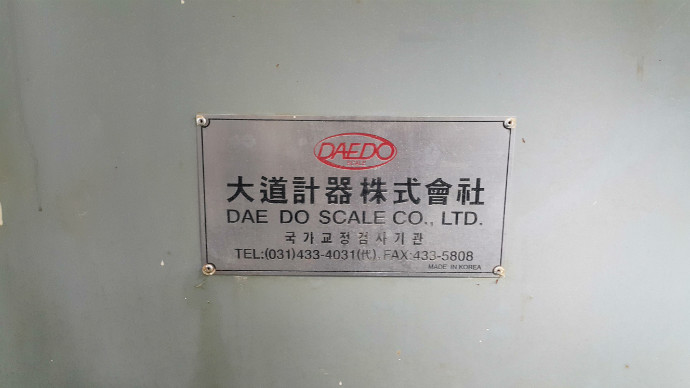 DAEDO
大道計器株式會社
DAE DO SCALE CO., LTD.
국가교정검사기관
TEL:(031)433-4031(代) FAX:433-5808
MADE IN KOREA